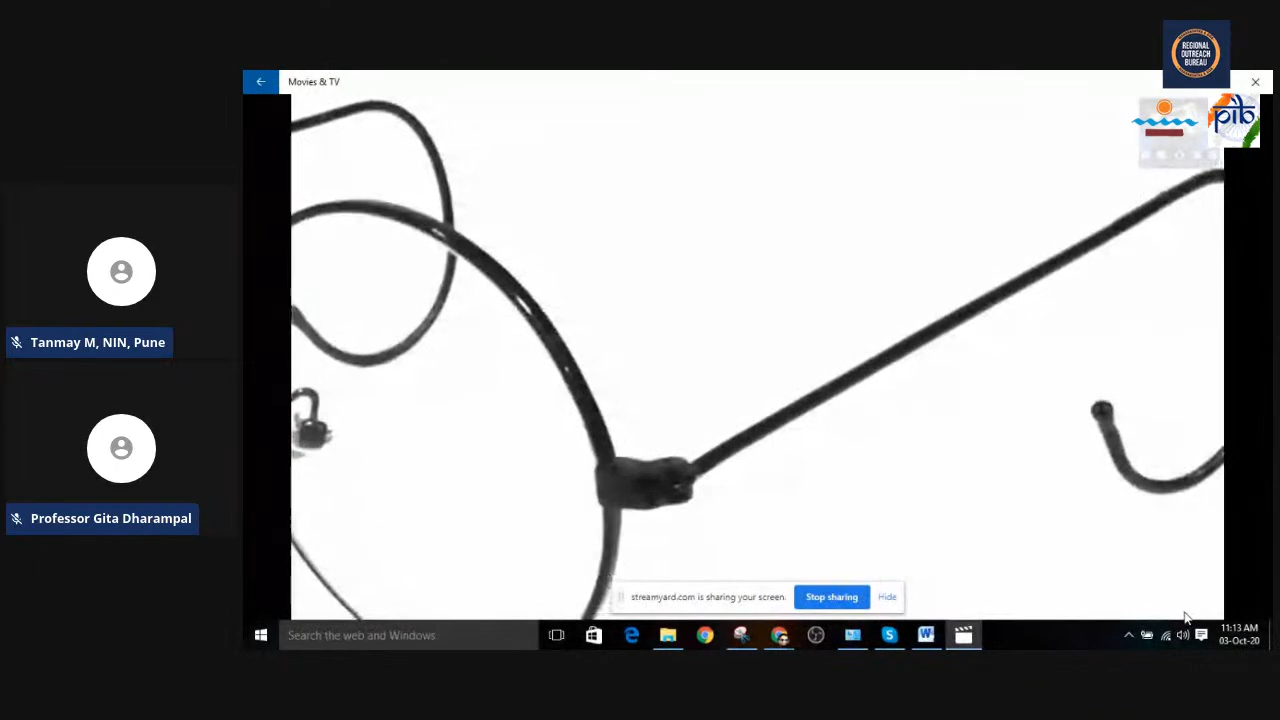 REGIONAL
OUTREACH
BUREAU
Movies & TV
पिb
Tanmay M, NIN, Pune
Professor Gita Dharampal
streamyard.com is sharing your screen.
Stop sharing
Hide
Search the web and Windows
11:13 AM
03-Oct-20